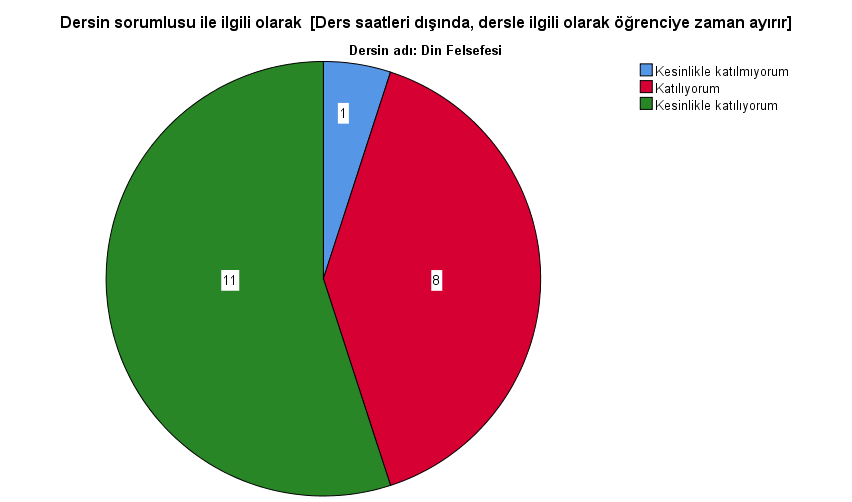 Dersin sorumlusu ile ilgili olarak [Ders saatleri dışında, dersle ilgili olarak öğrenciye zaman ayırır]
Dersin adı: Din Felsefesi
Kesinlikle katılmıyorum
Katılıyorum
Kesinlikle katılıyorum
1
11
8